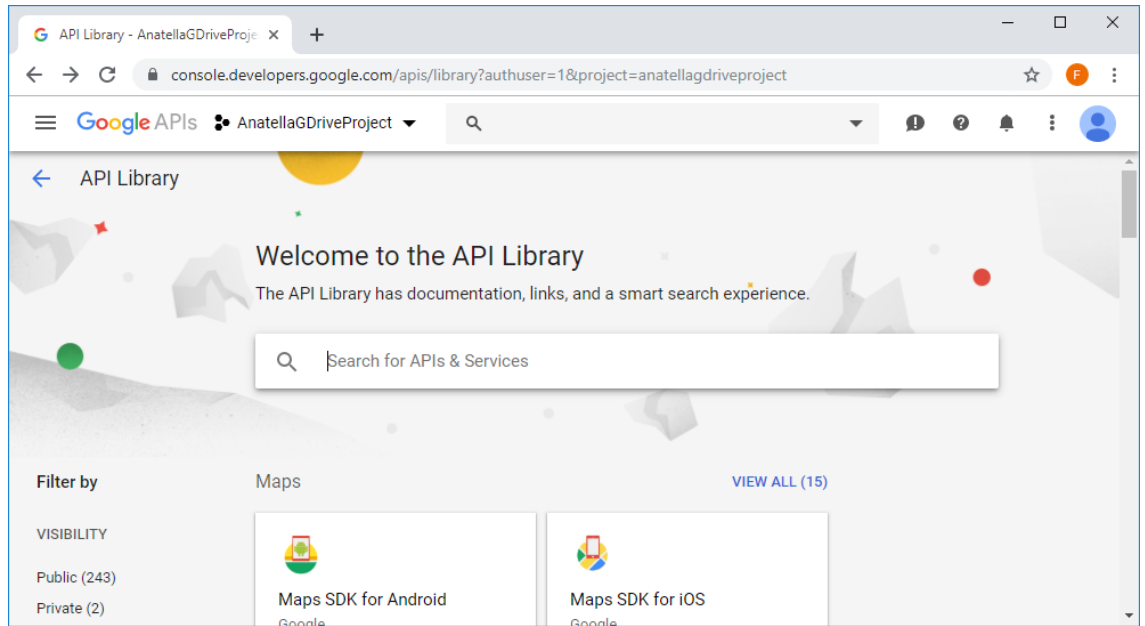 API Library - AnatellaGDriveProje
console.developers.google.com/apis/library?authuser=1&project=anatellagdriveproject
F
Google APIs AnatellaGDriveProject
API Library
Welcome to the API Library
The API Library has documentation, links, and a smart search experience.
Search for APIs & Services
Filter by
Maps VIEW ALL (15)
VISIBILITY
Public (243)
Private (2)
Maps SDK for Android
Google
Maps SDK for iOS
Google